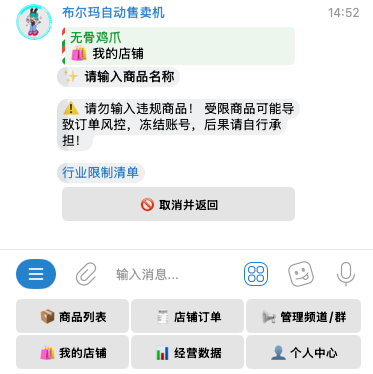 布尔玛自动售卖机 14:52
无骨鸡爪
🛍️ 我的店铺
✨ 请输入商品名称
⚠️ 请勿输入违规商品！ 受限商品可能导
致订单风控，冻结账号，后果请自行承
担！
行业限制清单
🚫 取消并返回
输入消息...
📦 商品列表 🧾 店铺订单 📢 管理频道/群
🛍️ 我的店铺 📊 经营数据 👤 个人中心